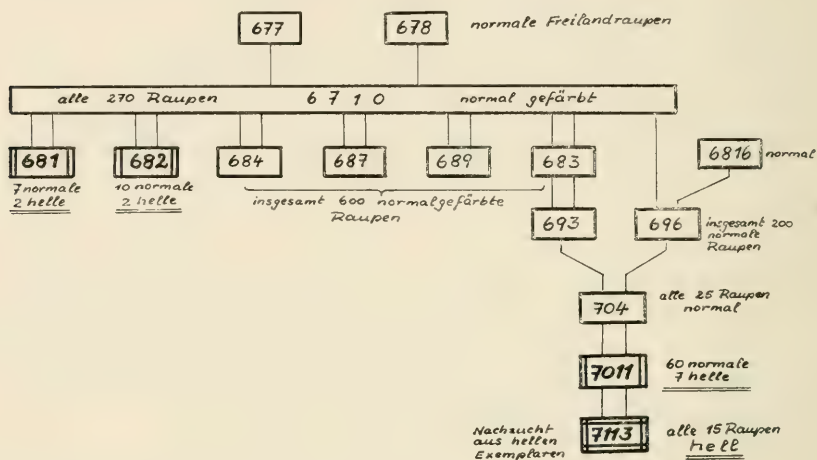 677 678 normale Freilandraupen
alle 270 Raupen 6 7 1 0 normal gefärbt
681 682 684 687 689 683 6816 normal
7 normale
2 helle
10 normale
2 helle
insgesamt 600 normalgefärbte
Raupen
693 696 insgesamt 200
normale
Raupen
704 alle 25 Raupen
normal
7011 60 normale
7 helle
Nachzucht
aus hellen
Exemplaren
7113 alle 15 Raupen
hell